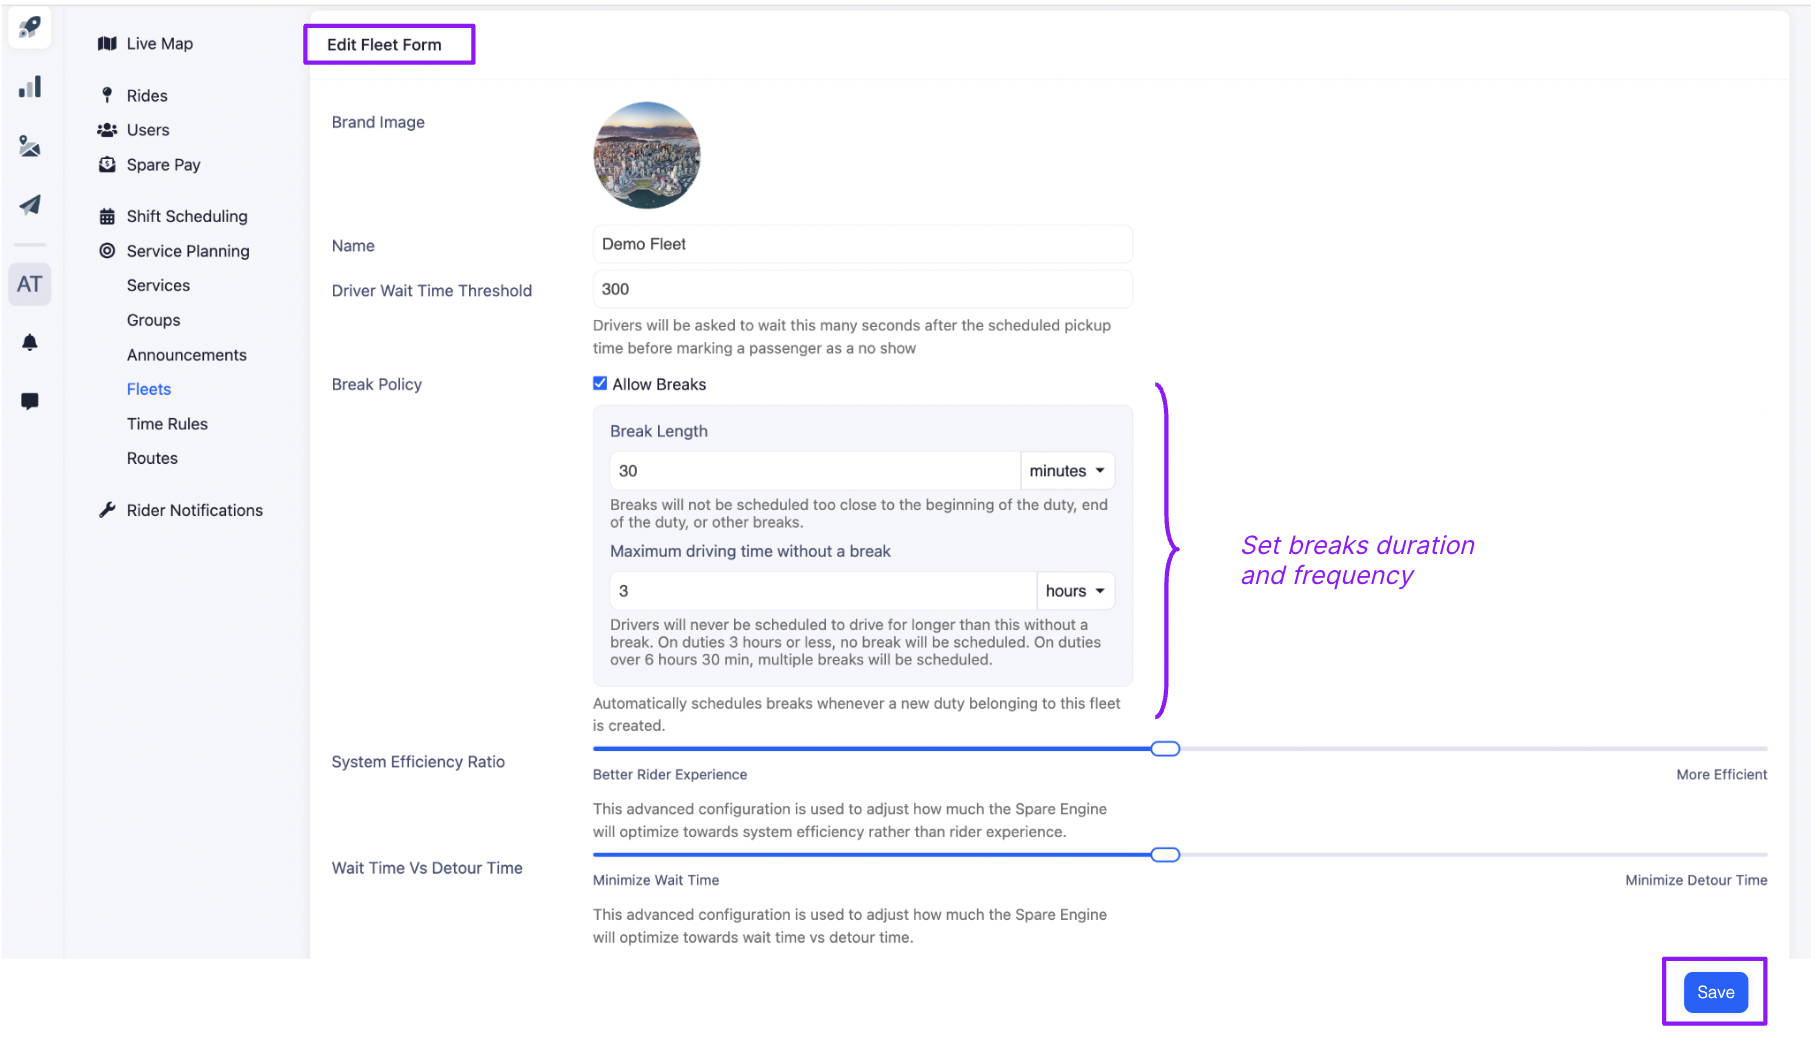 Live Map
Rides
Users
Spare Pay
Shift Scheduling
Service Planning
Services
Groups
Announcements
Fleets
Time Rules
Routes
Rider Notifications
AT
Edit Fleet Form
Brand Image
Name
Demo Fleet
Driver Wait Time Threshold
300
Drivers will be asked to wait this many seconds after the scheduled pickup
time before marking a passenger as a no show
Break Policy
Allow Breaks
Break Length
30
minutes
Breaks will not be scheduled too close to the beginning of the duty, end
of the duty, or other breaks.
Maximum driving time without a break
3
hours
Drivers will never be scheduled to drive for longer than this without a
break. On duties 3 hours or less, no break will be scheduled. On duties
over 6 hours 30 min, multiple breaks will be scheduled.
Automatically schedules breaks whenever a new duty belonging to this fleet
is created.
Set breaks duration
and frequency
System Efficiency Ratio
Better Rider Experience
More Efficient
This advanced configuration is used to adjust how much the Spare Engine
will optimize towards system efficiency rather than rider experience.
Wait Time Vs Detour Time
Minimize Wait Time
Minimize Detour Time
This advanced configuration is used to adjust how much the Spare Engine
will optimize towards wait time vs detour time.
Save